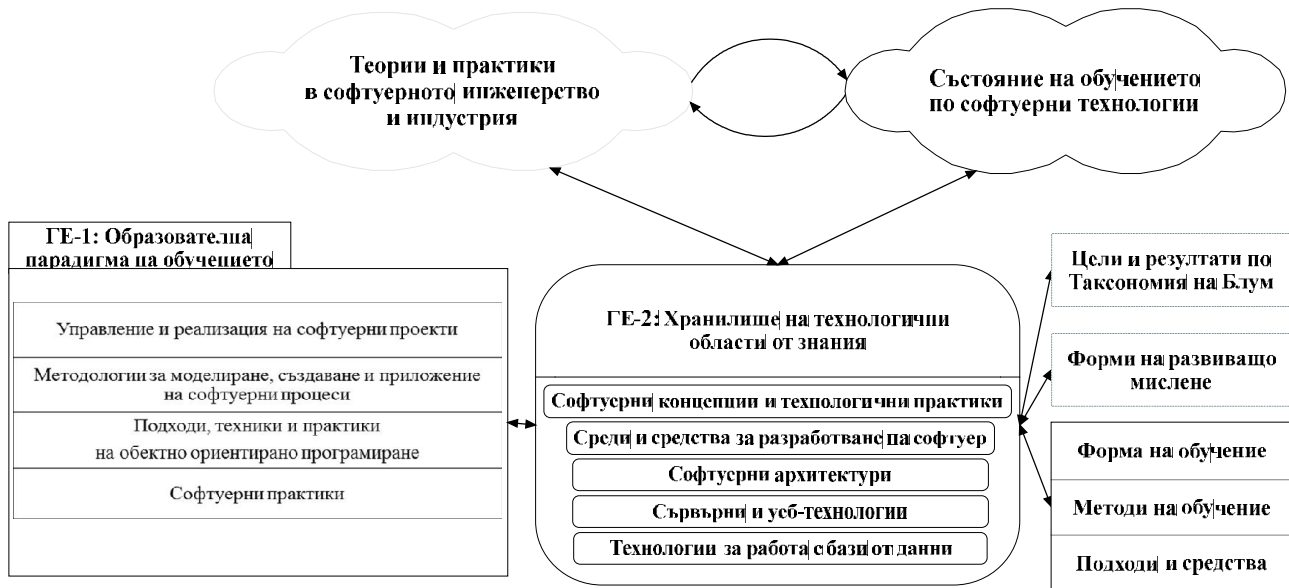 Теории и практики
в софтуерното инженерство
и индустрия
Състояние на обучението
по софтуерни технологии
ГЕ-1: Образователна
парадигма на обучението
Управление и реализация на софтуерни проекти
Методологии за моделиране, създаване и приложение
на софтуерни процеси
Подходи, техники и практики
на обектно ориентирано програмиране
Софтуерни практики
ГЕ-2: Хранилище на технологични
области от знания
Софтуерни концепции и технологични практики
Среди и средства за разработване на софтуер
Софтуерни архитектури
Сървърни и уеб-технологии
Технологии за работа с бази от данни
Цели и резултати по
Таксономия на Блум
Форми на развиващо
мислене
Форма на обучение
Методи на обучение
Подходи и средства